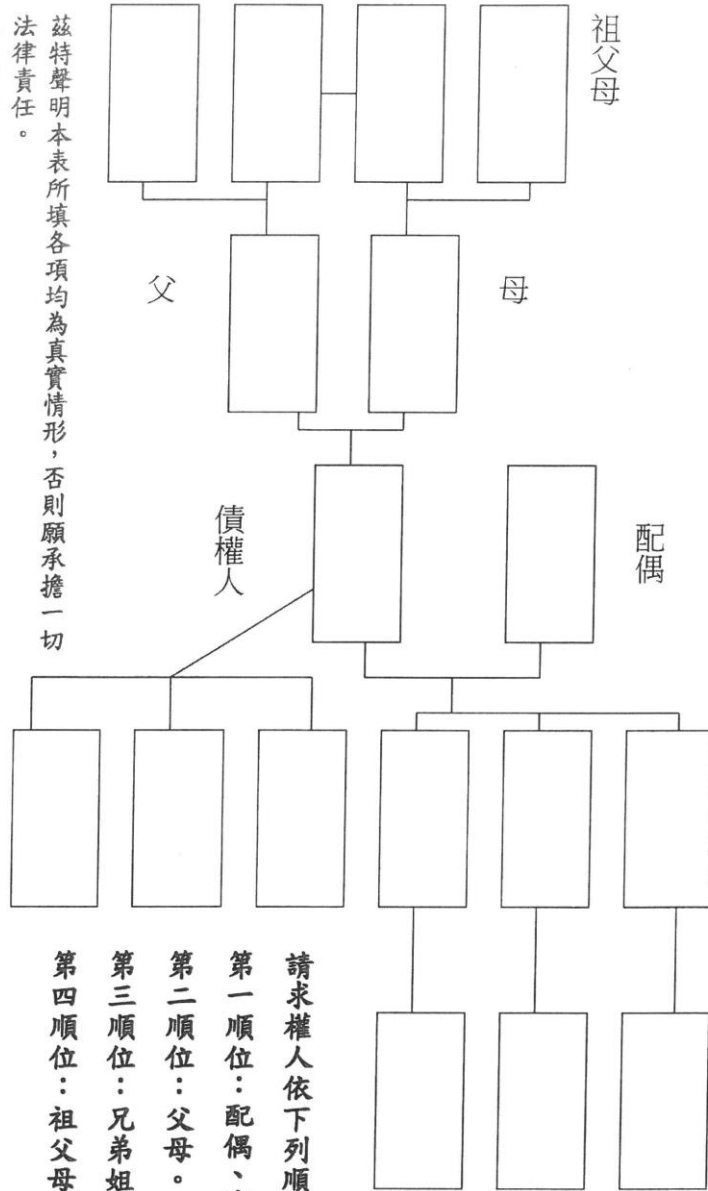 祖父母
母
父
配偶
債權人
請求權人依下列順
第一順位：配偶、
第二順位：父母。
第三順位：兄弟姐
第四順位：祖父母
茲特聲明本表所填各項均為真實情形，否則願承擔一切
法律責任。